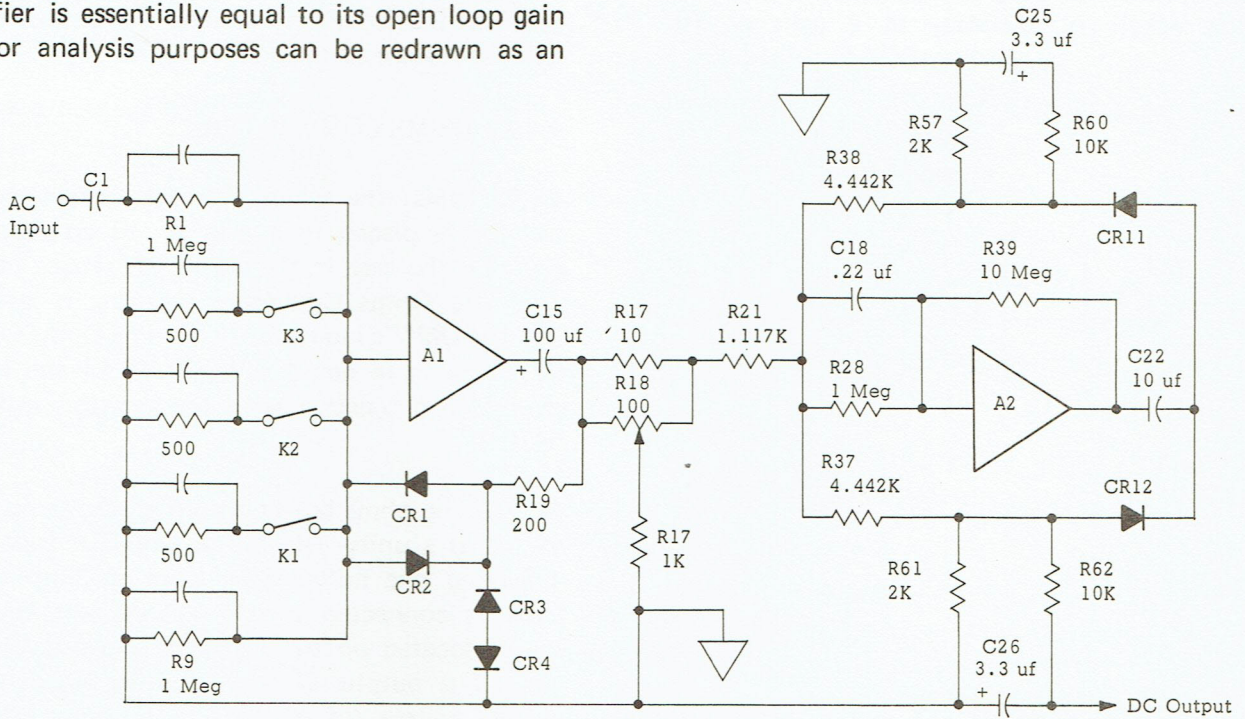 fier is essentially equal to its open loop gain
or analysis purposes can be redrawn as an
C25
3.3 uf
+
R57
2K
R60
10K
R38
4.442K
CR11
C1
AC
Input
R1
1 Meg
C18
.22 uf
R39
10 Meg
500
K3
A1
C15
100 uf
+
R17
10
R21
1.117K
R18
100
R28
1 Meg
A2
C22
10 uf
500
K2
R37
4.442K
CR12
CR1
R19
200
500
K1
R17
1K
CR2
R61
2K
R62
10K
CR3
CR4
R9
1 Meg
C26
3.3 uf
+
DC Output